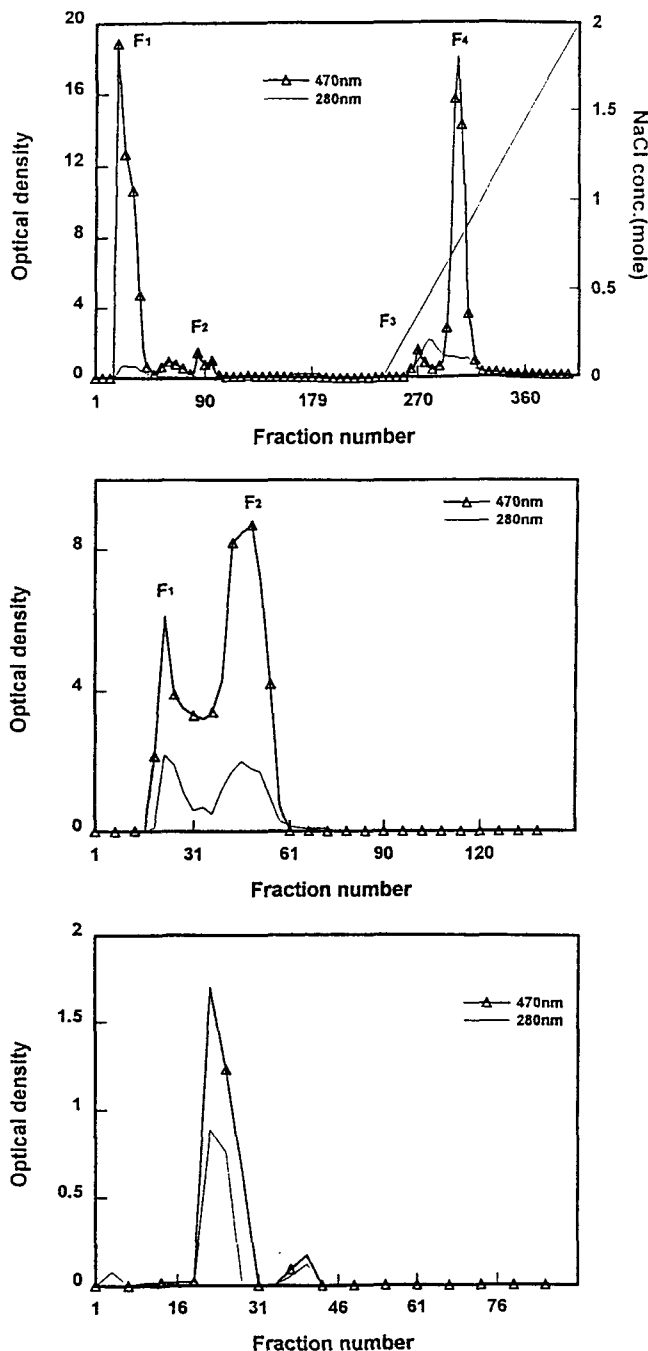 20
16
12
8
4
0
Optical density
F1
F2
F3
F4
470nm
280nm
2
1.5
1
0.5
0
NaCl conc.(mole)
1
90
179
270
360
Fraction number
8
4
0
Optical density
F1
F2
470nm
280nm
1
31
61
90
120
Fraction number
2
1.5
1
0.5
0
Optical density
470nm
280nm
1
16
31
46
61
76
Fraction number